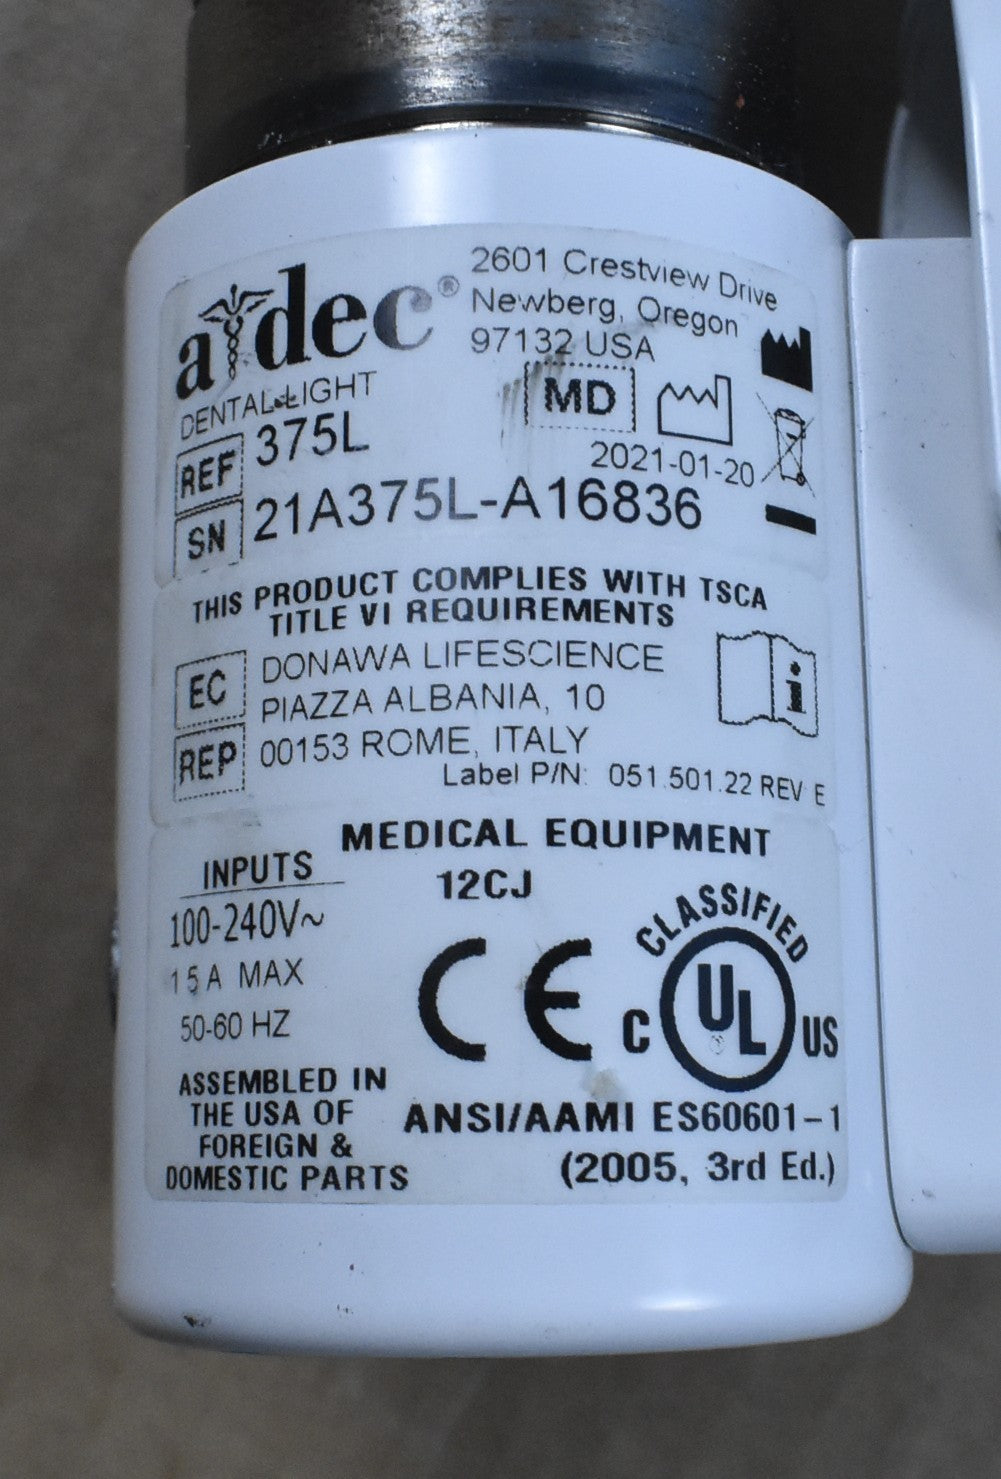 a dec®
2601 Crestview Drive
Newberg, Oregon
97132 USA
DENTAL LIGHT
MD
REF 375L
2021-01-20
SN 21A375L-A16836
THIS PRODUCT COMPLIES WITH TSCA
TITLE VI REQUIREMENTS
EC REP
DONAWA LIFESCIENCE
PIAZZA ALBANIA, 10
00153 ROME, ITALY
i
Label P/N: 051.501.22 REV E
MEDICAL EQUIPMENT
12CJ
INPUTS
100-240V~
MAX
50-60 HZ
CE
CLASSIFIED
C UL US
ASSEMBLED IN
THE USA OF
FOREIGN &
DOMESTIC PARTS
ANSI/AAMI ES60601-1
(2005, 3rd Ed.)